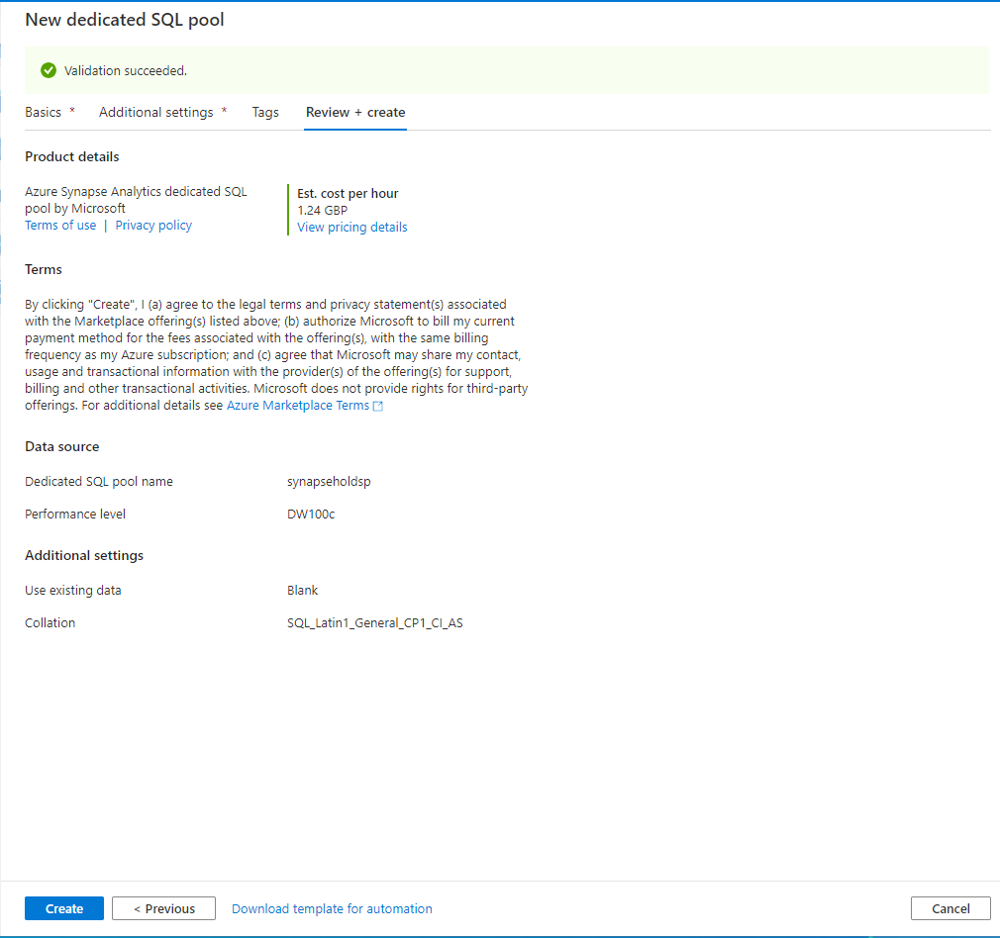 New dedicated SQL pool
Validation succeeded.
Basics * Additional settings * Tags Review + create
Product details
Azure Synapse Analytics dedicated SQL
pool by Microsoft
Terms of use | Privacy policy
Est. cost per hour
1.24 GBP
View pricing details
Terms
By clicking "Create", I (a) agree to the legal terms and privacy statement(s) associated
with the Marketplace offering(s) listed above; (b) authorize Microsoft to bill my current
payment method for the fees associated with the offering(s), with the same billing
frequency as my Azure subscription; and (c) agree that Microsoft may share my contact,
usage and transactional information with the provider(s) of the offering(s) for support,
billing and other transactional activities. Microsoft does not provide rights for third-party
offerings. For additional details see Azure Marketplace Terms
Data source
Dedicated SQL pool name synapseholdsp
Performance level DW100c
Additional settings
Use existing data Blank
Collation SQL_Latin1_General_CP1_CI_AS
Create < Previous Download template for automation Cancel